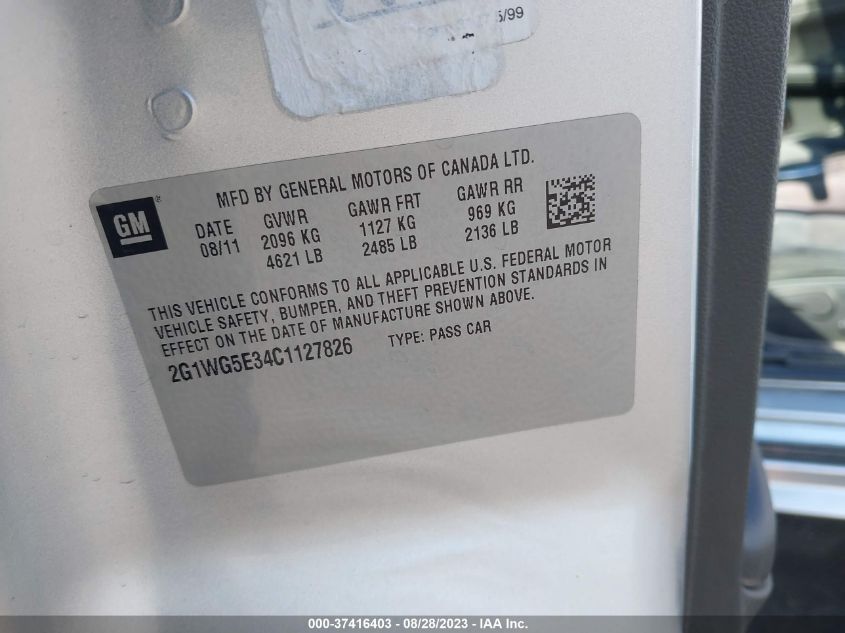 5/99
MFD BY GENERAL MOTORS OF CANADA LTD.
GM®
DATE GVWR GAWR FRT GAWR RR
08/11 2096 KG 1127 KG 969 KG
4621 LB 2485 LB 2136 LB
THIS VEHICLE CONFORMS TO ALL APPLICABLE U.S. FEDERAL MOTOR
VEHICLE SAFETY, BUMPER, AND THEFT PREVENTION STANDARDS IN
EFFECT ON THE DATE OF MANUFACTURE SHOWN ABOVE.
2G1WG5E34C1127826 TYPE: PASS CAR
000-37416403 - 08/28/2023 - IAA Inc.